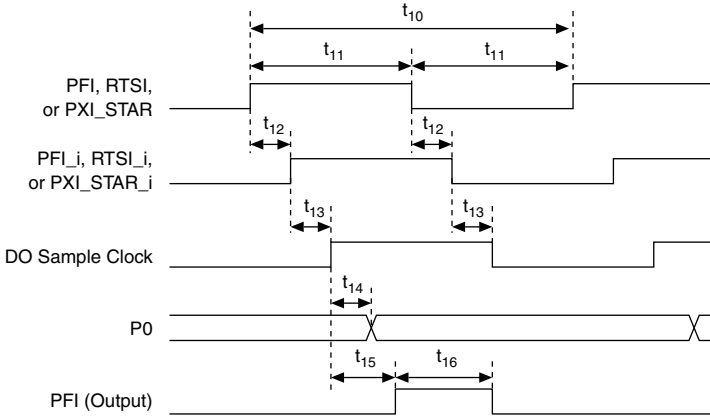 t10
t11 t11
PFI, RTSI,
or PXI_STAR
t12 t12
PFI_i, RTSI_i,
or PXI_STAR_i
t13 t13
DO Sample Clock
t14
P0
t15 t16
PFI (Output)